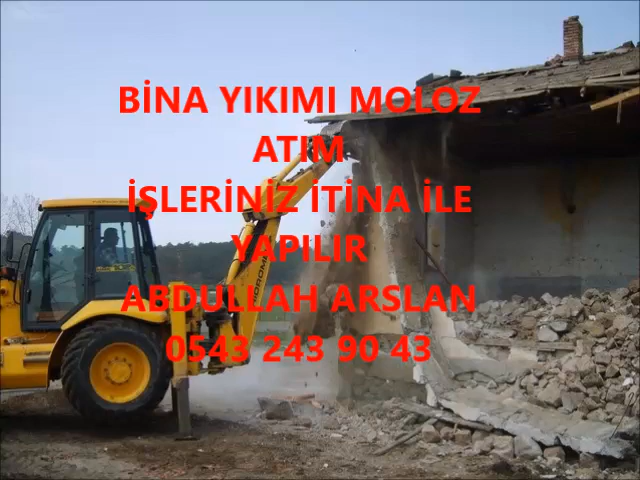 BİNA YIKIMI MOLOZ
ATIM
İŞLERİNİZ İTİNA İLE
YAPILIR
ABDULLAH ARSLAN
0543 243 90 43